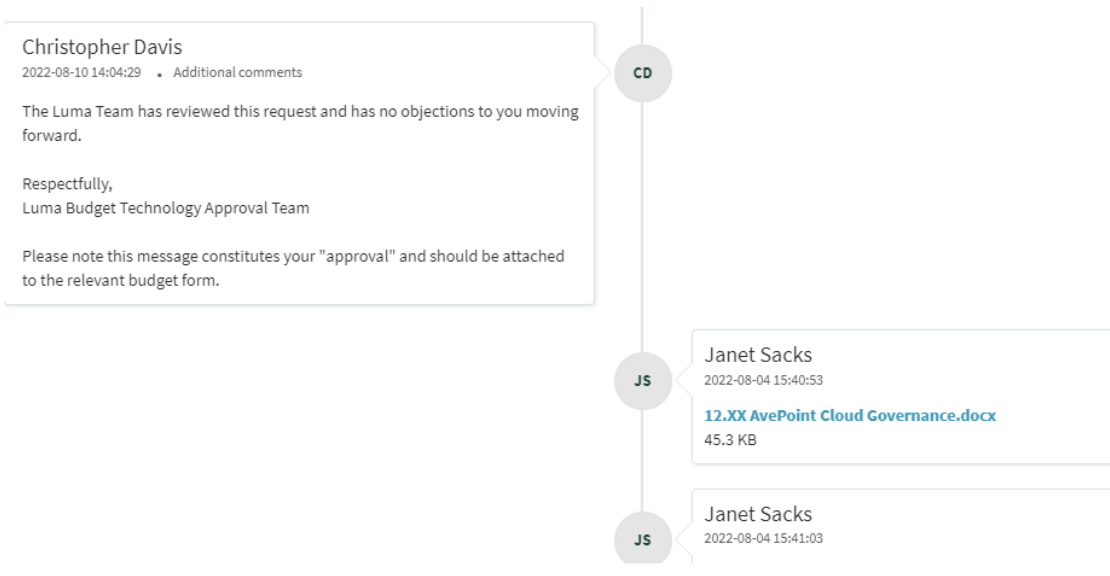 Christopher Davis
2022-08-10 14:04:29 • Additional comments
The Luma Team has reviewed this request and has no objections to you moving
forward.
Respectfully,
Luma Budget Technology Approval Team
Please note this message constitutes your "approval" and should be attached
to the relevant budget form.
CD
JS
Janet Sacks
2022-08-04 15:40:53
12.XX AvePoint Cloud Governance.docx
45.3 KB
JS
Janet Sacks
2022-08-04 15:41:03